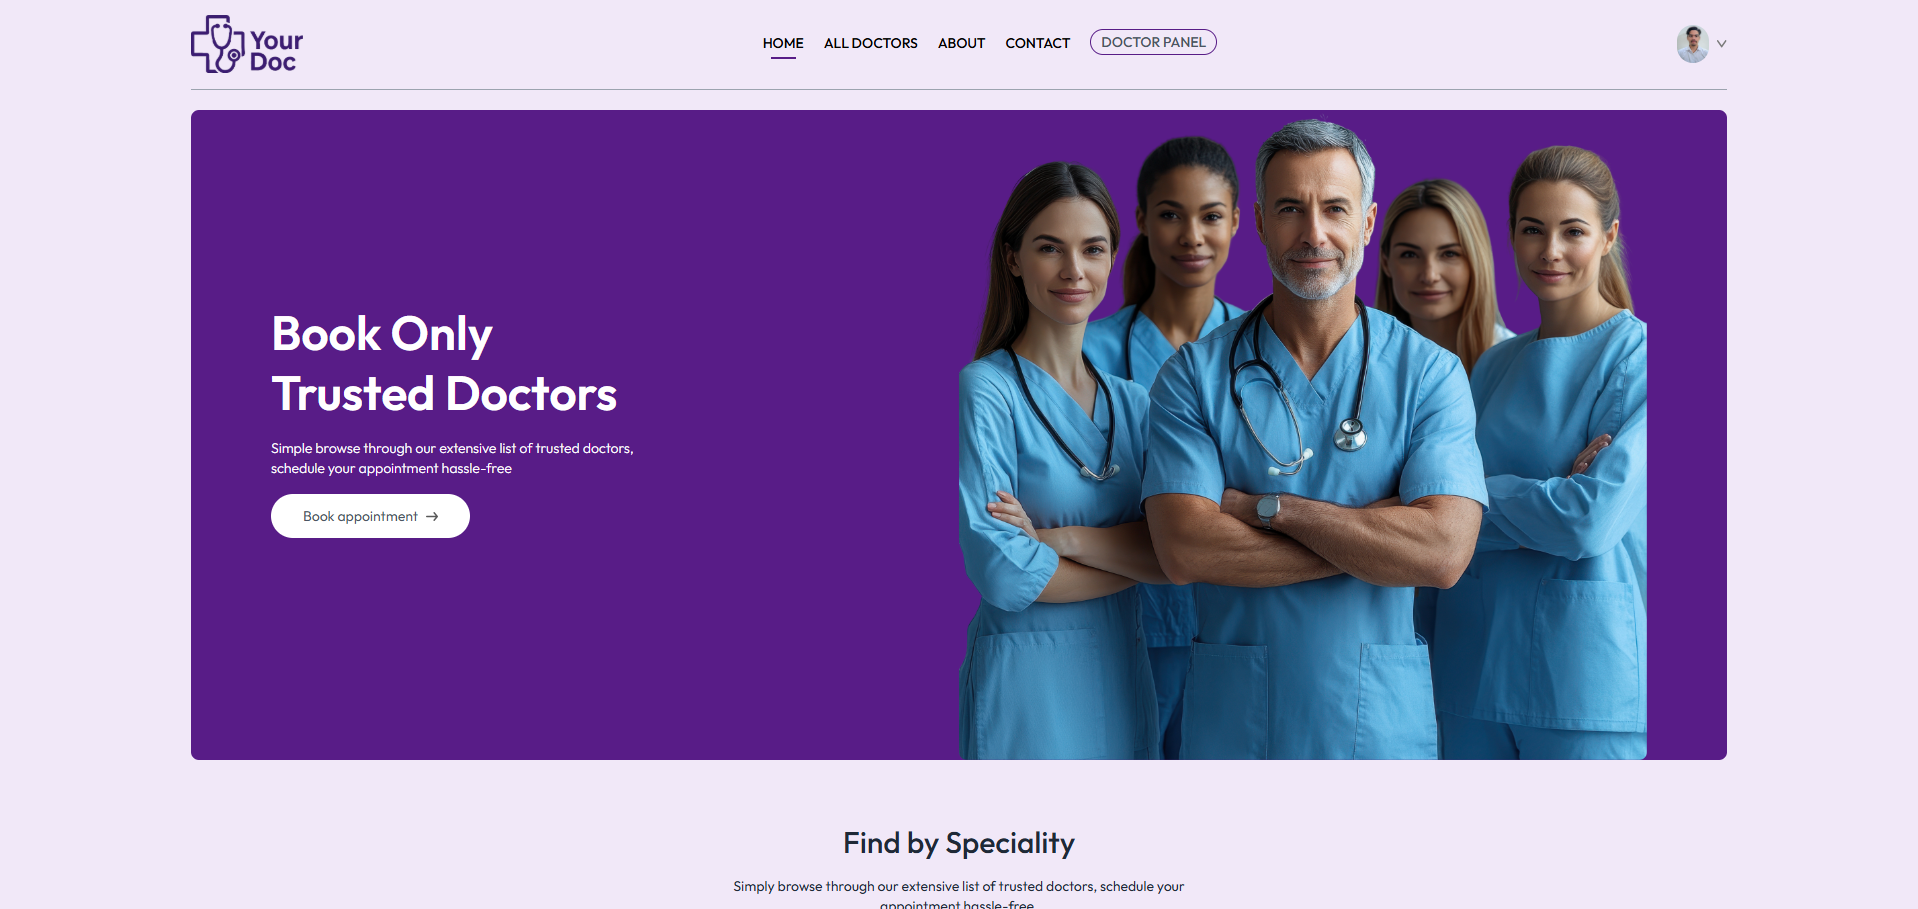 Your
Doc
HOME
ALL DOCTORS
ABOUT
CONTACT
DOCTOR PANEL
Book Only
Trusted Doctors
Simple browse through our extensive list of trusted doctors,
schedule your appointment hassle-free
Book appointment →
Find by Speciality
Simply browse through our extensive list of trusted doctors, schedule your
appointment hassle-free